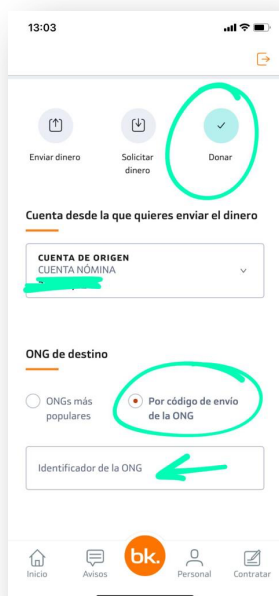 13:03
Enviar dinero
Solicitar
dinero
Donar
Cuenta desde la que quieres enviar el dinero
CUENTA DE ORIGEN
CUENTA NÓMINA
ONG de destino
ONGs más
populares
Por código de envío
de la ONG
Identificador de la ONG
bk.
Inicio
Avisos
Personal
Contratar